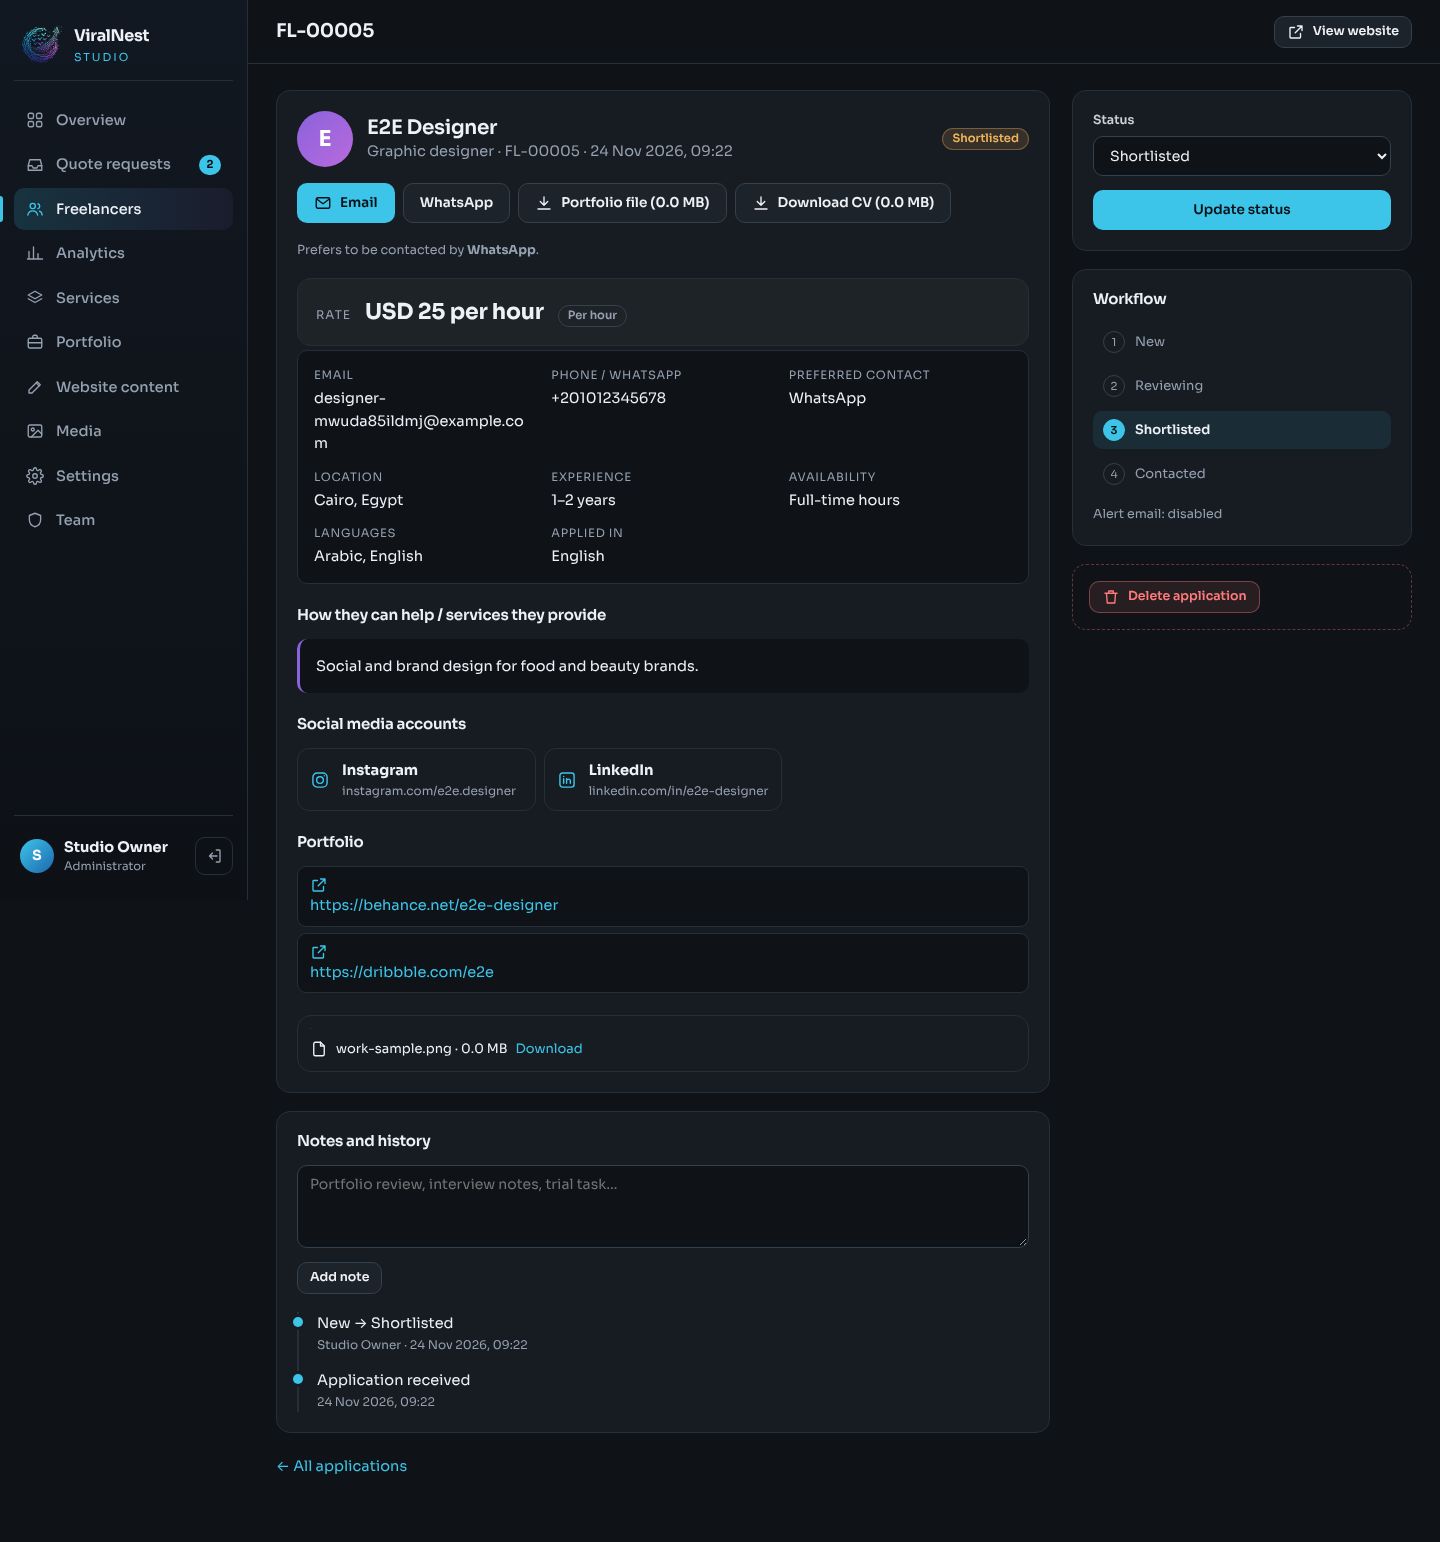 ViralNest
STUDIO
Overview
Quote requests 2
Freelancers
Analytics
Services
Portfolio
Website content
Media
Settings
Team
S
Studio Owner
Administrator
FL-00005
View website
E
E2E Designer
Graphic designer · FL-00005 · 24 Nov 2026, 09:22
Shortlisted
Email
WhatsApp
Portfolio file (0.0 MB)
Download CV (0.0 MB)
Prefers to be contacted by WhatsApp.
RATE USD 25 per hour Per hour
EMAIL
designer-
mwuda85ildmj@example.co
m
PHONE / WHATSAPP
+201012345678
PREFERRED CONTACT
WhatsApp
LOCATION
Cairo, Egypt
EXPERIENCE
1–2 years
AVAILABILITY
Full-time hours
LANGUAGES
Arabic, English
APPLIED IN
English
How they can help / services they provide
Social and brand design for food and beauty brands.
Social media accounts
Instagram
instagram.com/e2e.designer
LinkedIn
linkedin.com/in/e2e-designer
Portfolio
https://behance.net/e2e-designer
https://dribbble.com/e2e
work-sample.png · 0.0 MB Download
Notes and history
Portfolio review, interview notes, trial task…
Add note
New → Shortlisted
Studio Owner · 24 Nov 2026, 09:22
Application received
24 Nov 2026, 09:22
← All applications
Status
Shortlisted
Update status
Workflow
1 New
2 Reviewing
3 Shortlisted
4 Contacted
Alert email: disabled
Delete application